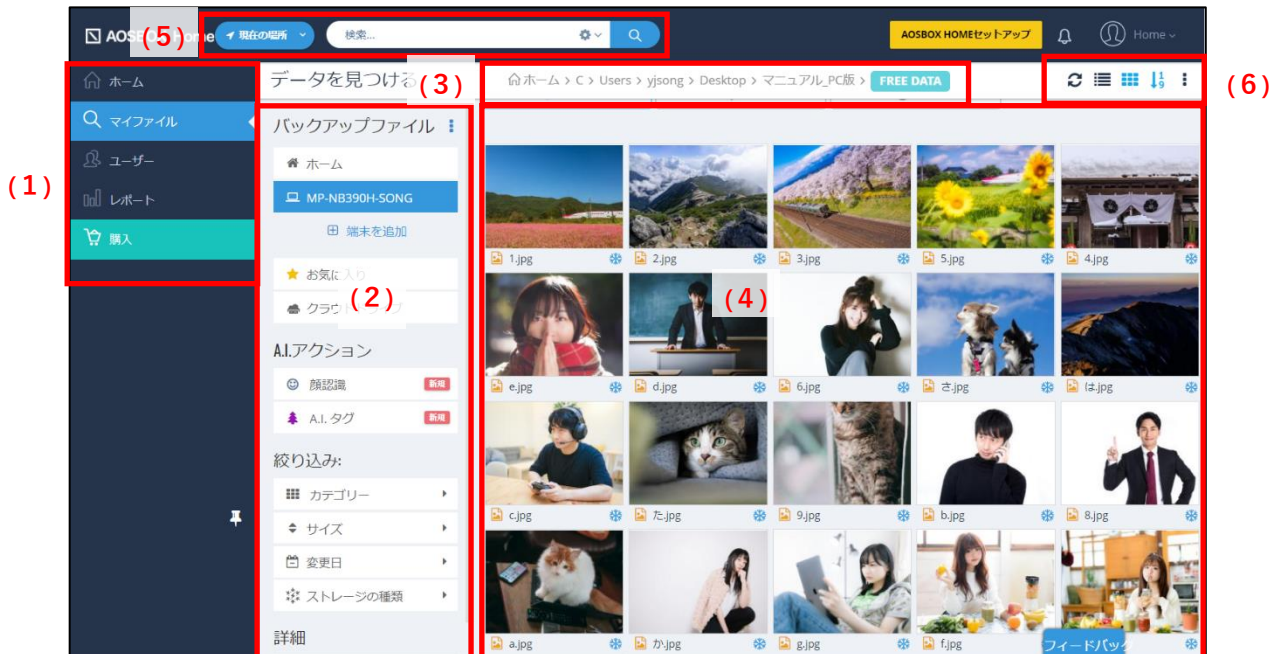 AOS
Home
(5)
現在の場所
検索...
AOSBOX HOMEセットアップ
Home
(1)
ホーム
マイファイル
ユーザー
レポート
購入
データを見つける
(3)
ホーム > C > Users > yjsong > Desktop > マニュアル_PC版 > FREE DATA
(6)
バックアップファイル
ホーム
MP-NB390H-SONG
端末を追加
お気に入り
(2)
クラウド
A.I.アクション
顔認識 新規
A.I. タグ 新規
絞り込み:
カテゴリー
サイズ
変更日
ストレージの種類
詳細
(4)
1.jpg 2.jpg 3.jpg 5.jpg 4.jpg
e.jpg d.jpg 6.jpg さ.jpg は.jpg
c.jpg た.jpg 9.jpg b.jpg 8.jpg
a.jpg か.jpg g.jpg f.jpg
フィードバック